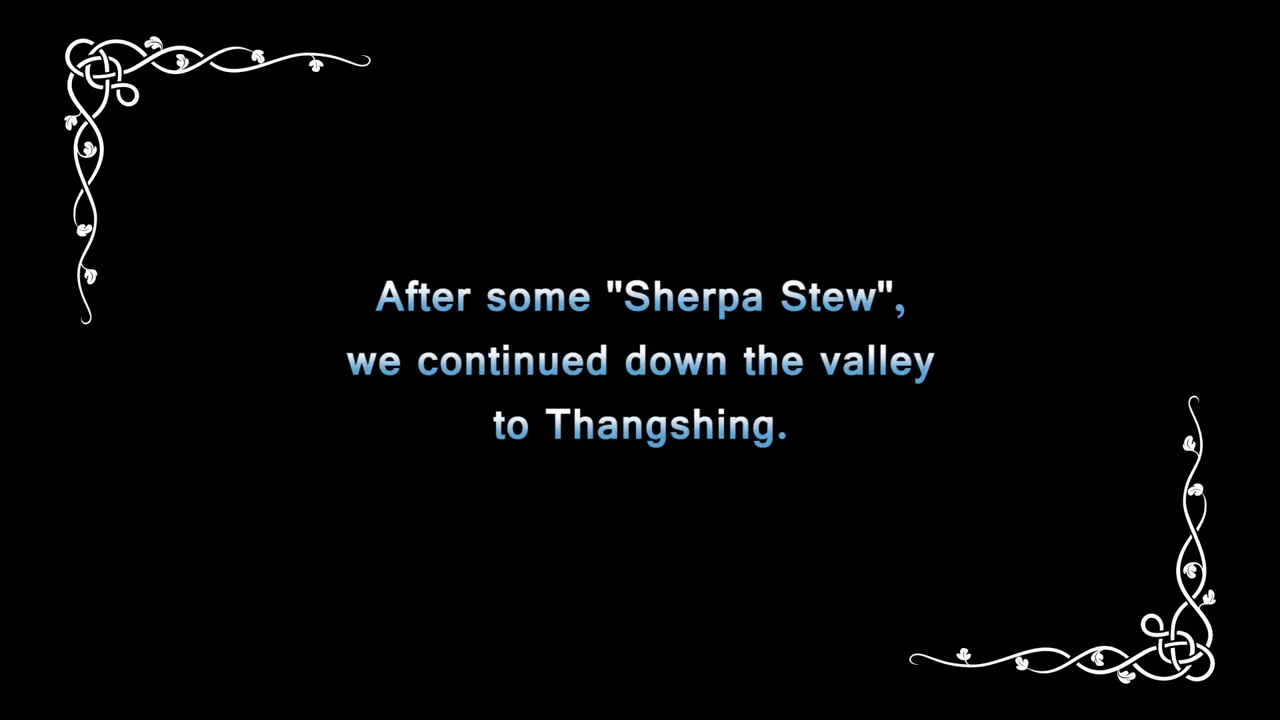 After some "Sherpa Stew",
we continued down the valley
to Thangshing.